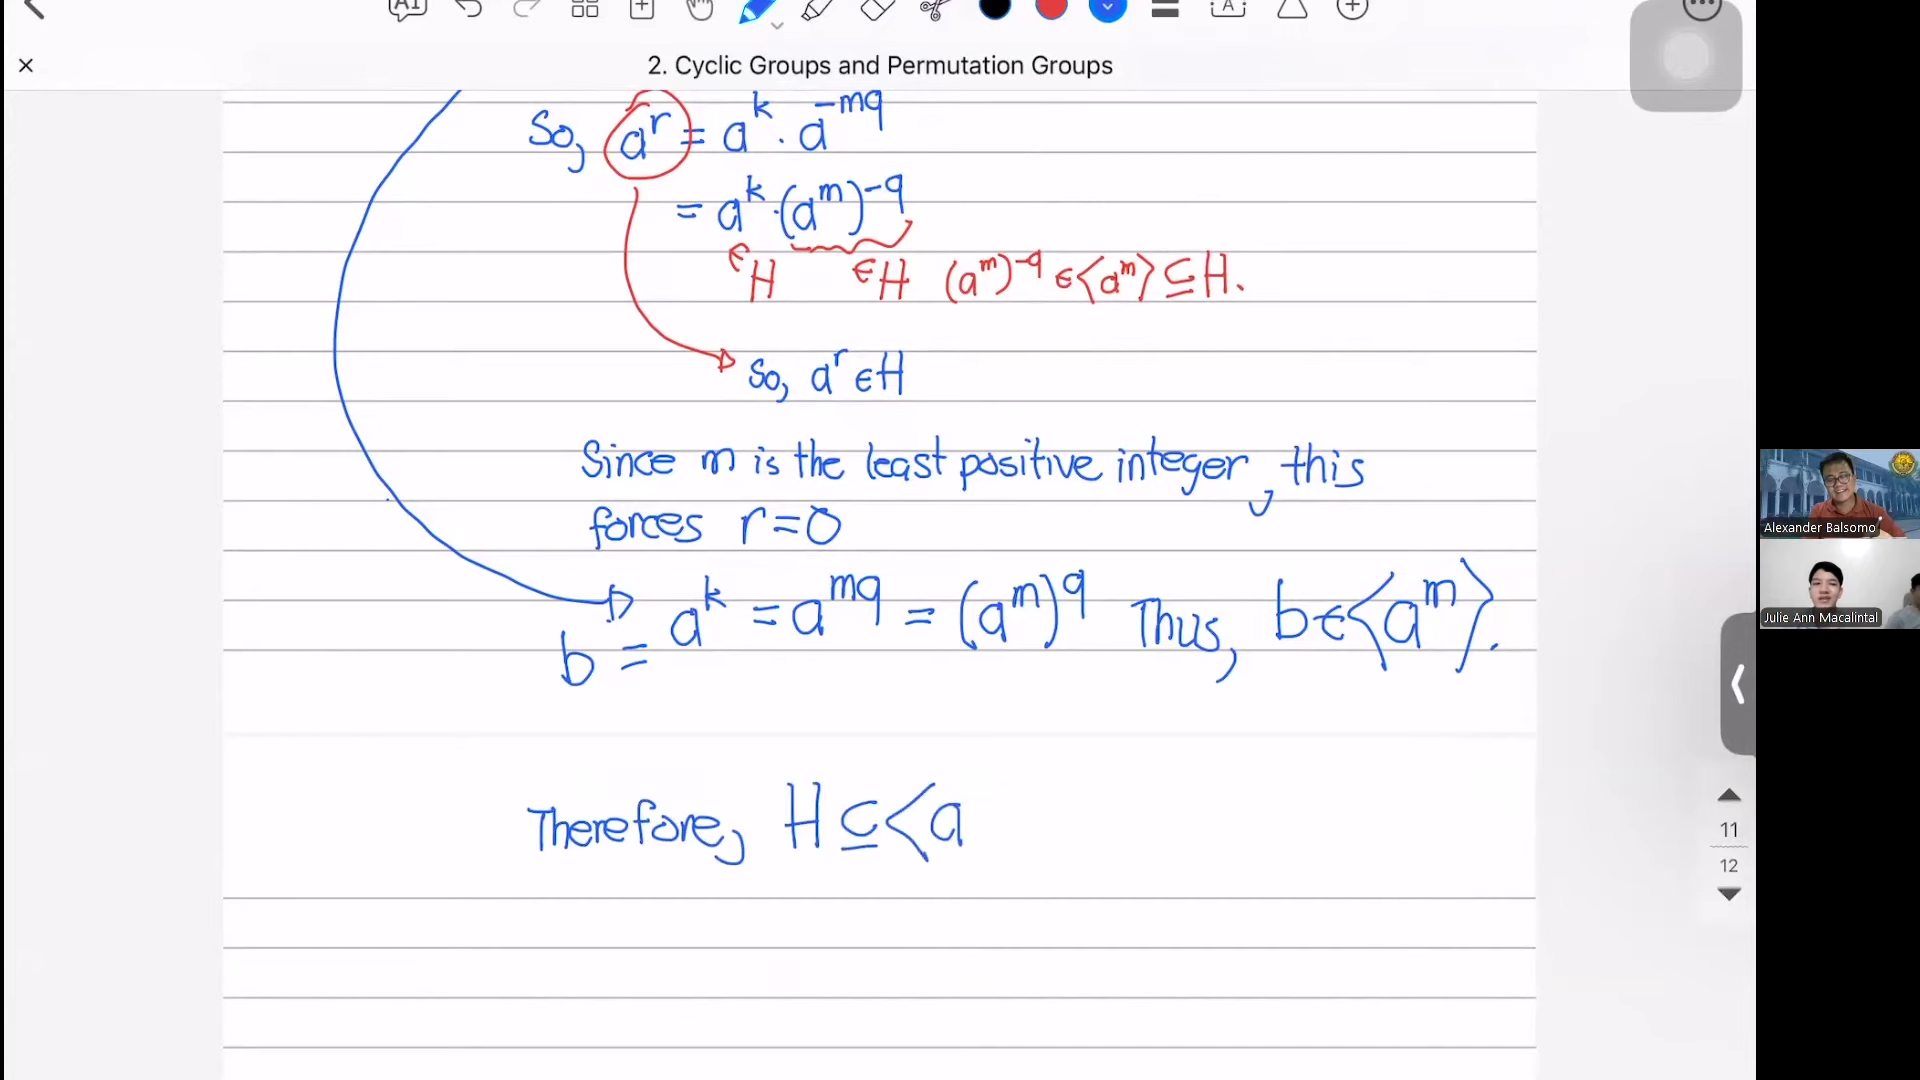 2. Cyclic Groups and Permutation Groups
So, a^r = a^k · a^{-mq}
= a^k · (a^m)^{-q}
∈H ∈H (a^m)^{-q} ∈ ⟨a^m⟩ ⊆ H.
So, a^r ∈ H
Since m is the least positive integer, this
forces r = 0
b = a^k = a^{mq} = (a^m)^q Thus, b ∈ ⟨a^m⟩.
Therefore, H ⊆ ⟨a
11
12
Alexander Balsomo
Julie Ann Macalintal